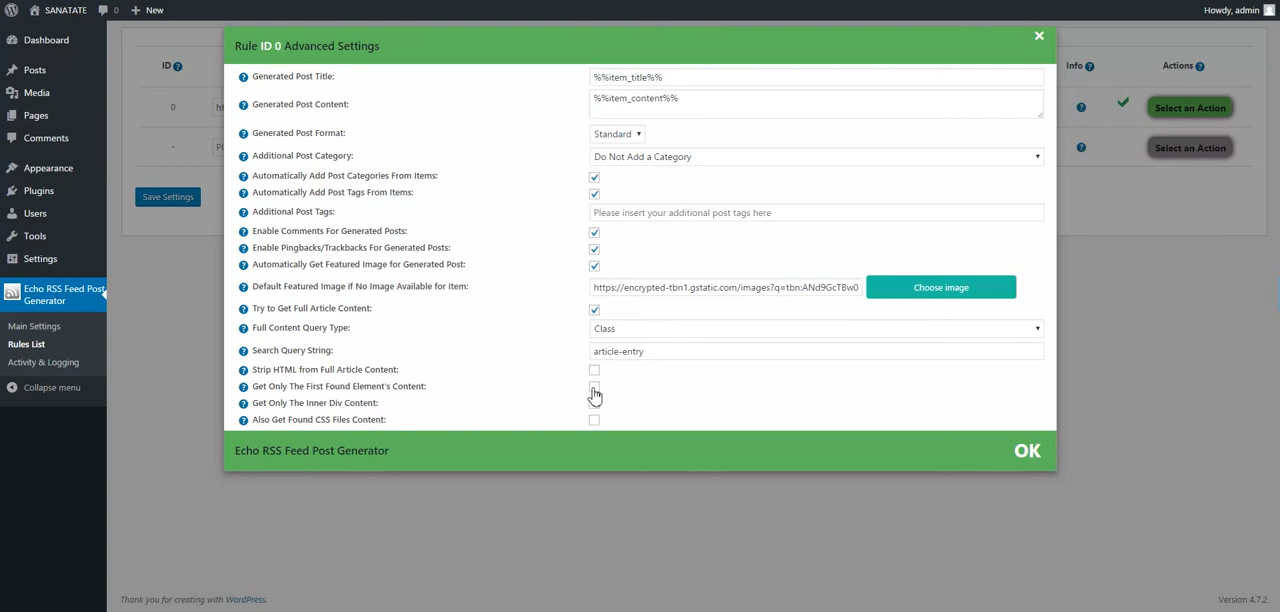 SANATATE 0 New Howdy, admin
Dashboard
Posts
Media
Pages
Comments
Appearance
Plugins
Users
Tools
Settings
Echo RSS Feed Post
Generator
Main Settings
Rules List
Activity & Logging
Collapse menu
ID Info Actions
0 Select an Action
- Select an Action
Save Settings
Rule ID 0 Advanced Settings
Generated Post Title: %%item_title%%
Generated Post Content: %%item_content%%
Generated Post Format: Standard
Additional Post Category: Do Not Add a Category
Automatically Add Post Categories From Items:
Automatically Add Post Tags From Items:
Additional Post Tags: Please insert your additional post tags here
Enable Comments For Generated Posts:
Enable Pingbacks/Trackbacks For Generated Posts:
Automatically Get Featured Image for Generated Post:
Default Featured Image if No Image Available for Item: https://encrypted-tbn1.gstatic.com/images?q=tbn:ANd9GcTBw0 Choose image
Try to Get Full Article Content:
Full Content Query Type: Class
Search Query String: article-entry
Strip HTML from Full Article Content:
Get Only The First Found Element's Content:
Get Only The Inner Div Content:
Also Get Found CSS Files Content:
Echo RSS Feed Post Generator OK
Thank you for creating with WordPress. Version 4.7.2